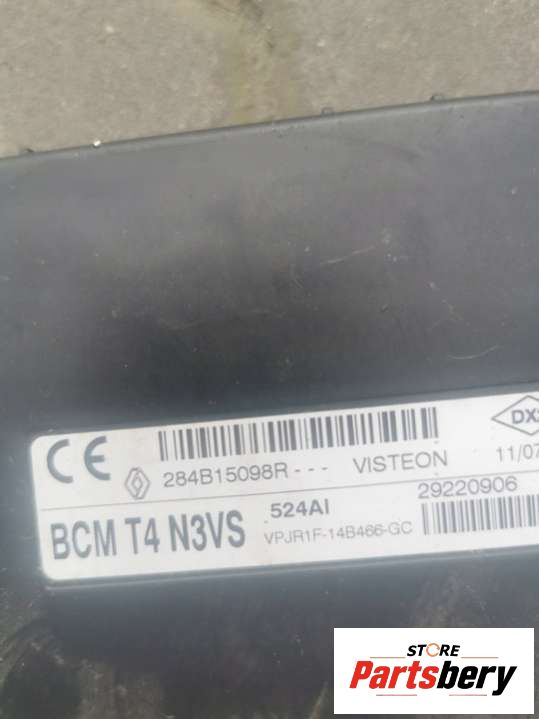 CE 284B15098R--- VISTEON 11/07
BCM T4 N3VS .524AI 29220906
VPJR1F-14B466-GC
STORE
Partsbery